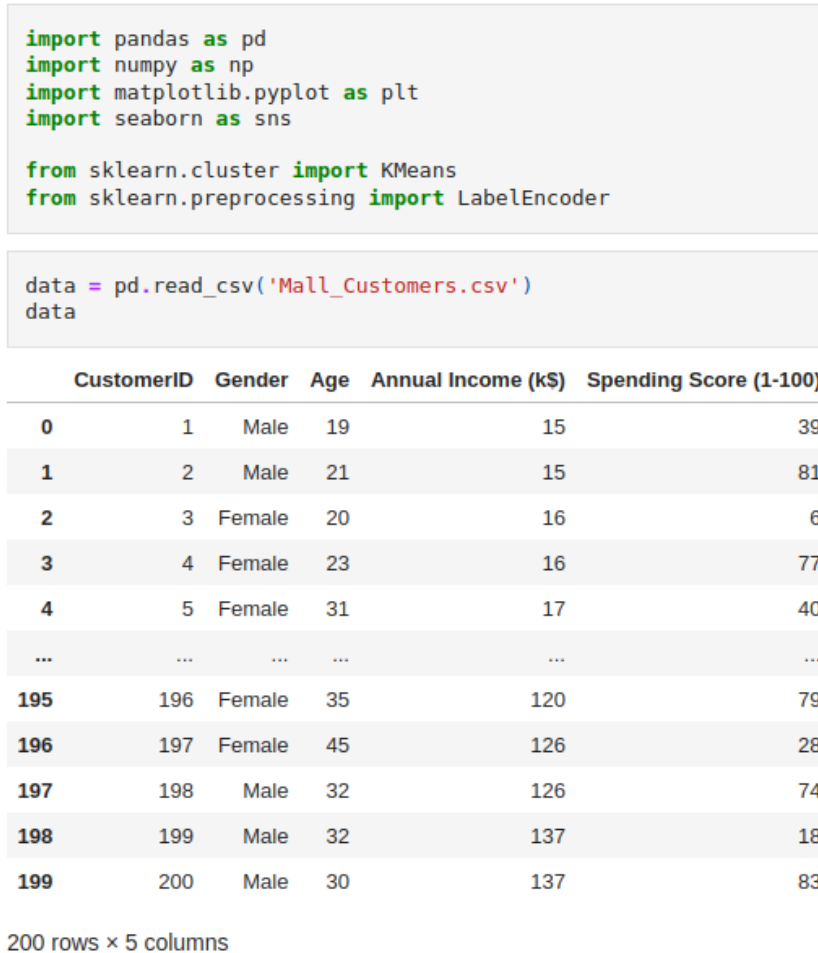 import pandas as pd
import numpy as np
import matplotlib.pyplot as plt
import seaborn as sns
from sklearn.cluster import KMeans
from sklearn.preprocessing import LabelEncoder
data = pd.read_csv('Mall_Customers.csv')
data
CustomerID Gender Age Annual Income (k$) Spending Score (1-100)
0 1 Male 19 15 39
1 2 Male 21 15 81
2 3 Female 20 16 6
3 4 Female 23 16 77
4 5 Female 31 17 40
... ... ... ... ... ...
195 196 Female 35 120 79
196 197 Female 45 126 28
197 198 Male 32 126 74
198 199 Male 32 137 18
199 200 Male 30 137 83
200 rows × 5 columns